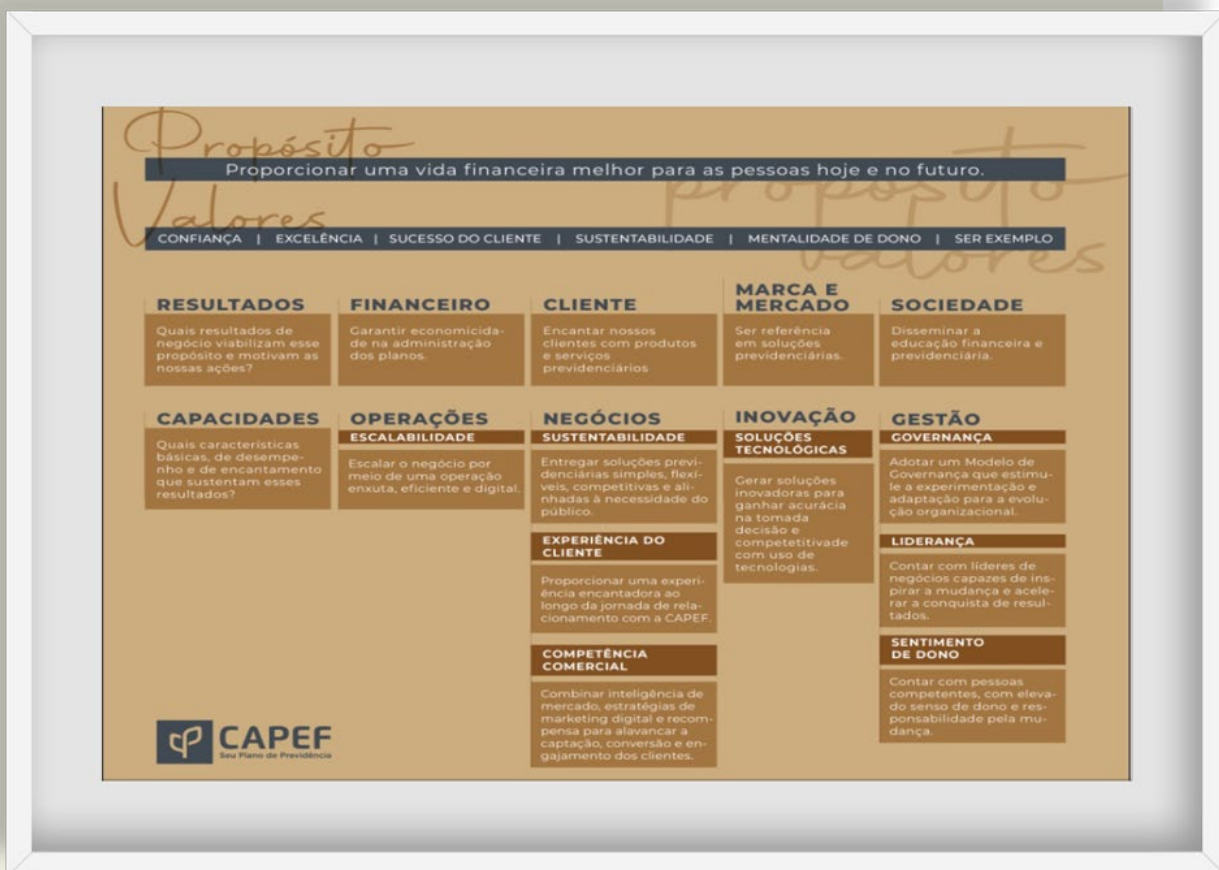 Propósito
propósito
Proporcionar uma vida financeira melhor para as pessoas hoje e no futuro.
Valores
valores
CONFIANÇA | EXCELÊNCIA | SUCESSO DO CLIENTE | SUSTENTABILIDADE | MENTALIDADE DE DONO | SER EXEMPLO
RESULTADOS
Quais resultados de
negócio viabilizam esse
propósito e motivam as
nossas ações?
FINANCEIRO
Garantir economicida-
de na administração
dos planos.
CLIENTE
Encantar nossos
clientes com produtos
e serviços
previdenciários
MARCA E
MERCADO
Ser referência
em soluções
previdenciárias.
SOCIEDADE
Disseminar a
educação financeira e
previdenciária.
CAPACIDADES
Quais características
básicas, de desempe-
nho e de encantamento
que sustentam esses
resultados?
OPERAÇÕES
ESCALABILIDADE
Escalar o negócio por
meio de uma operação
enxuta, eficiente e digital.
NEGÓCIOS
SUSTENTABILIDADE
Entregar soluções previ-
denciárias simples, flexí-
veis, competitivas e ali-
nhadas à necessidade do
público.
EXPERIÊNCIA DO
CLIENTE
Proporcionar uma experi-
ência encantadora ao
longo da jornada de rela-
cionamento com a CAPEF.
COMPETÊNCIA
COMERCIAL
Combinar inteligência de
mercado, estratégias de
marketing digital e recom-
pensa para alavancar a
captação, conversão e en-
gajamento dos clientes.
INOVAÇÃO
SOLUÇÕES
TECNOLÓGICAS
Gerar soluções
inovadoras para
ganhar acurácia
na tomada
decisão e
competetitivade
com uso de
tecnologias.
GESTÃO
GOVERNANÇA
Adotar um Modelo de
Governança que estimu-
le a experimentação e
adaptação para a evolu-
ção organizacional.
LIDERANÇA
Contar com líderes de
negócios capazes de ins-
pirar a mudança e acele-
rar a conquista de resul-
tados.
SENTIMENTO
DE DONO
Contar com pessoas
competentes, com eleva-
do senso de dono e res-
ponsabilidade pela mu-
dança.
CAPEF
Seu Plano de Previdência